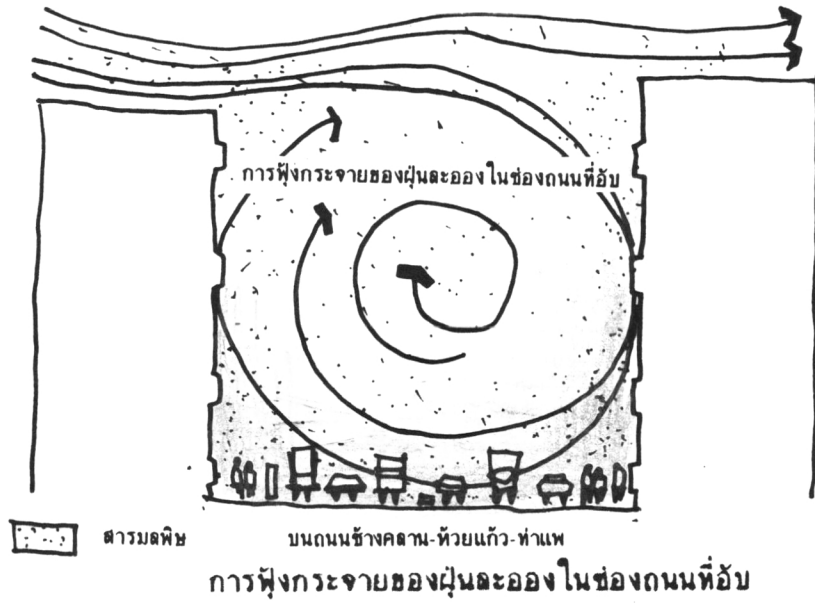 การฟุ้งกระจายของฝุ่นละอองในช่องถนนที่อับ
สารมลพิษ
บนถนนช้างคลาน-ห้วยแก้ว-ท่าแพ
การฟุ้งกระจายของฝุ่นละอองในช่องถนนที่อับ